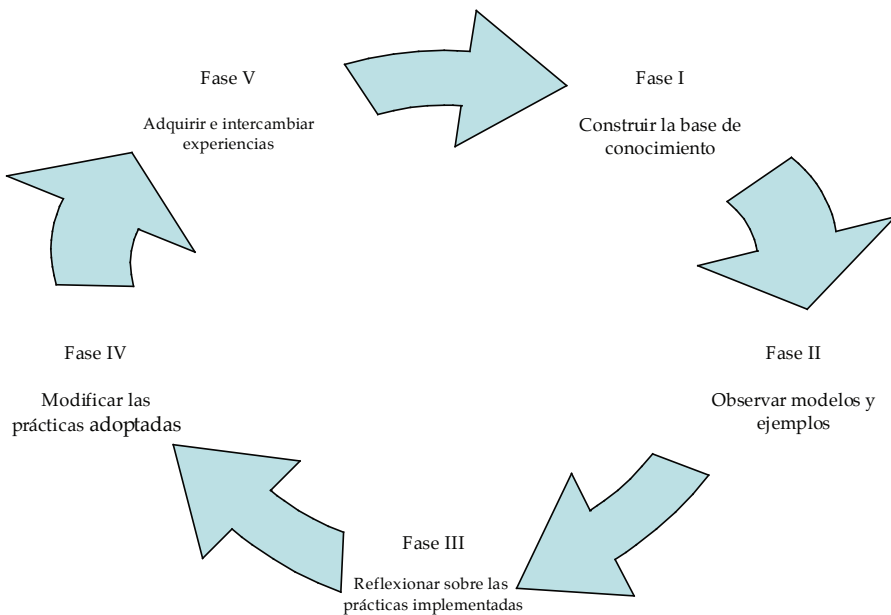 Fase I
Construir la base de
conocimiento
Fase II
Observar modelos y
ejemplos
Fase III
Reflexionar sobre las
prácticas implementadas
Fase IV
Modificar las
prácticas adoptadas
Fase V
Adquirir e intercambiar
experiencias